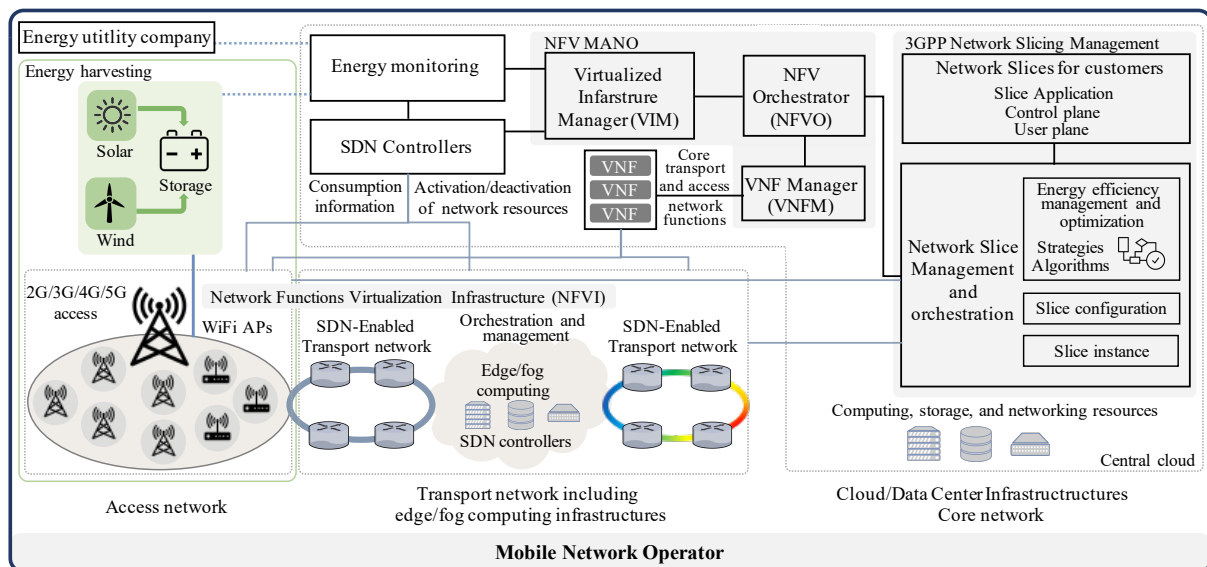 Energy utitlity company
Energy harvesting
Solar
Storage
Wind
Energy monitoring
SDN Controllers
Consumption
information
Activation/deactivation
of network resources
NFV MANO
Virtualized
Infarstrure
Manager (VIM)
NFV
Orchestrator
(NFVO)
VNF
VNF
VNF
Core
transport
and access
network
functions
VNF Manager
(VNFM)
3GPP Network Slicing Management
Network Slices for customers
Slice Application
Control plane
User plane
Network Slice
Management
and
orchestration
Energy efficiency
management and
optimization
Strategies
Algorithms
Slice configuration
Slice instance
2G/3G/4G/5G
access
WiFi APs
Network Functions Virtualization Infrastructure (NFVI)
SDN-Enabled
Transport network
Orchestration and
management
Edge/fog
computing
SDN controllers
SDN-Enabled
Transport network
Computing, storage, and networking resources
Central cloud
Access network
Transport network including
edge/fog computing infrastructures
Cloud/Data Center Infrastructructures
Core network
Mobile Network Operator